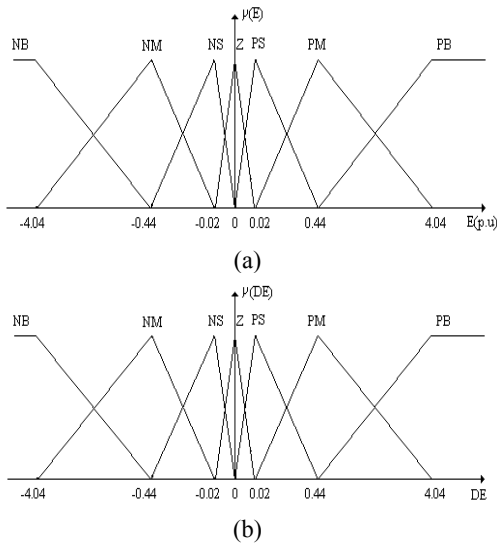 μ(E)
NB NM NS Z PS PM PB
-4.04 -0.44 -0.02 0 0.02 0.44 4.04 E(p.u)
(a)
μ(DE)
NB NM NS Z PS PM PB
-4.04 -0.44 -0.02 0 0.02 0.44 4.04 DE
(b)